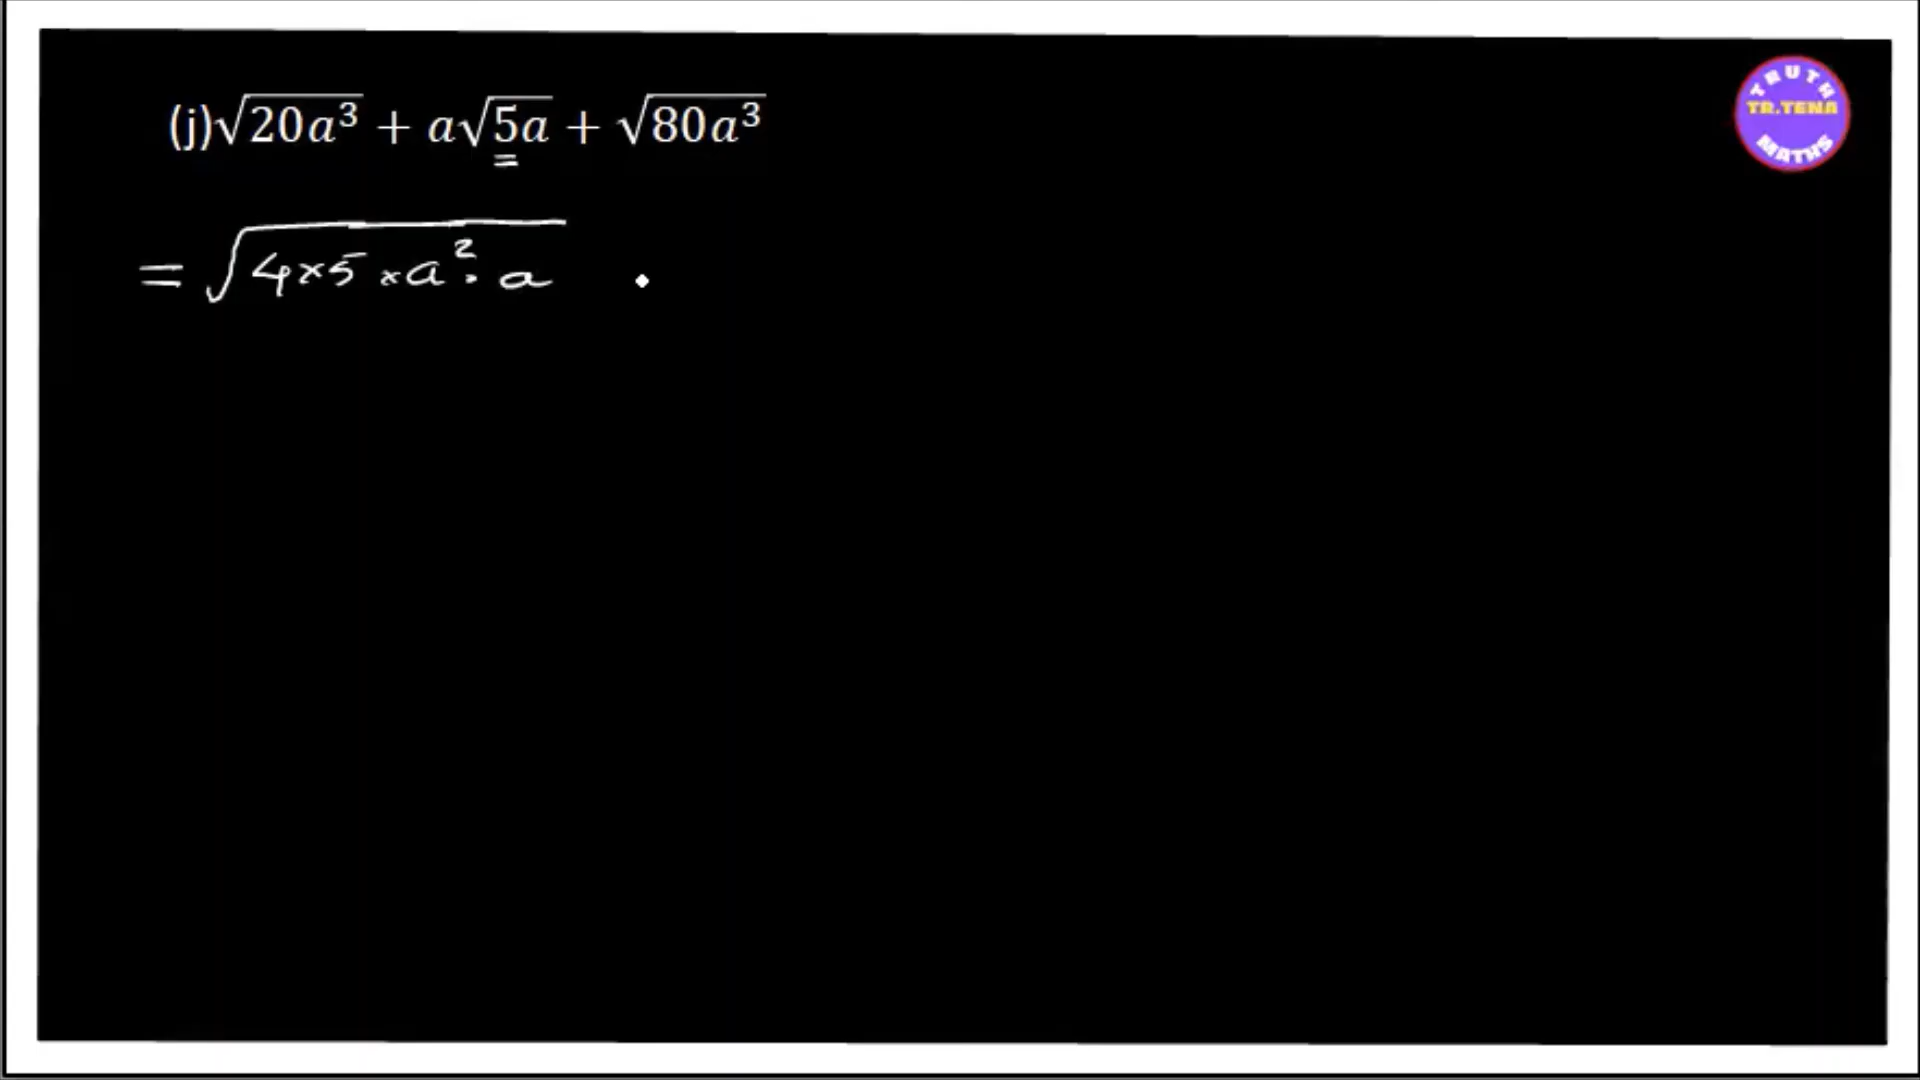 (j)√20a³ + a√5a + √80a³
= √4×5 ×a²· a
TRUTH
TR.TENA
MATHS